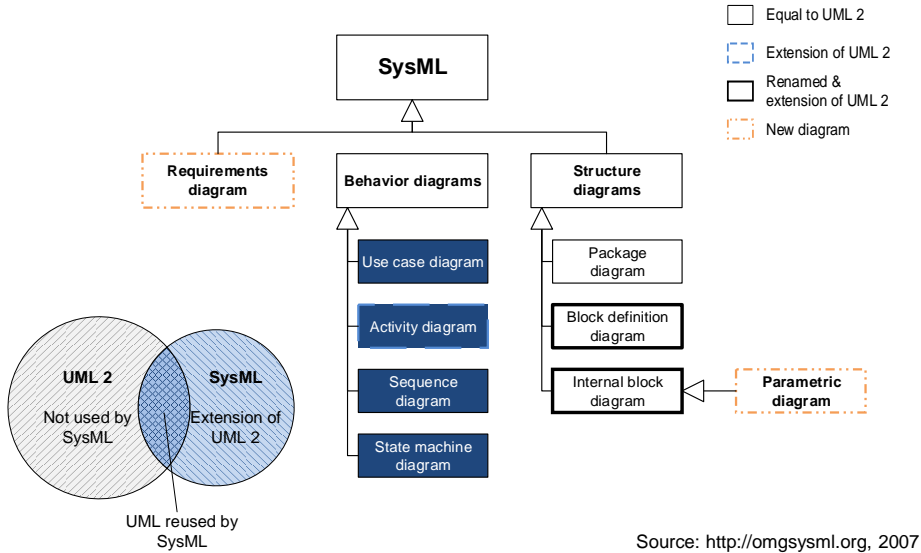 Equal to UML 2
Extension of UML 2
Renamed &
extension of UML 2
New diagram
SysML
Requirements
diagram
Behavior diagrams
Structure
diagrams
Use case diagram
Activity diagram
Sequence
diagram
State machine
diagram
Package
diagram
Block definition
diagram
Internal block
diagram
Parametric
diagram
UML 2
Not used by
SysML
SysML
Extension of
UML 2
UML reused by
SysML
Source: http://omgsysml.org, 2007